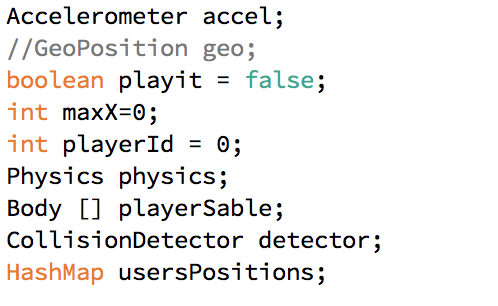 Accelerometer accel;
//GeoPosition geo;
boolean playit = false;
int maxX=0;
int playerId = 0;
Physics physics;
Body [] playerSable;
CollisionDetector detector;
HashMap usersPositions;